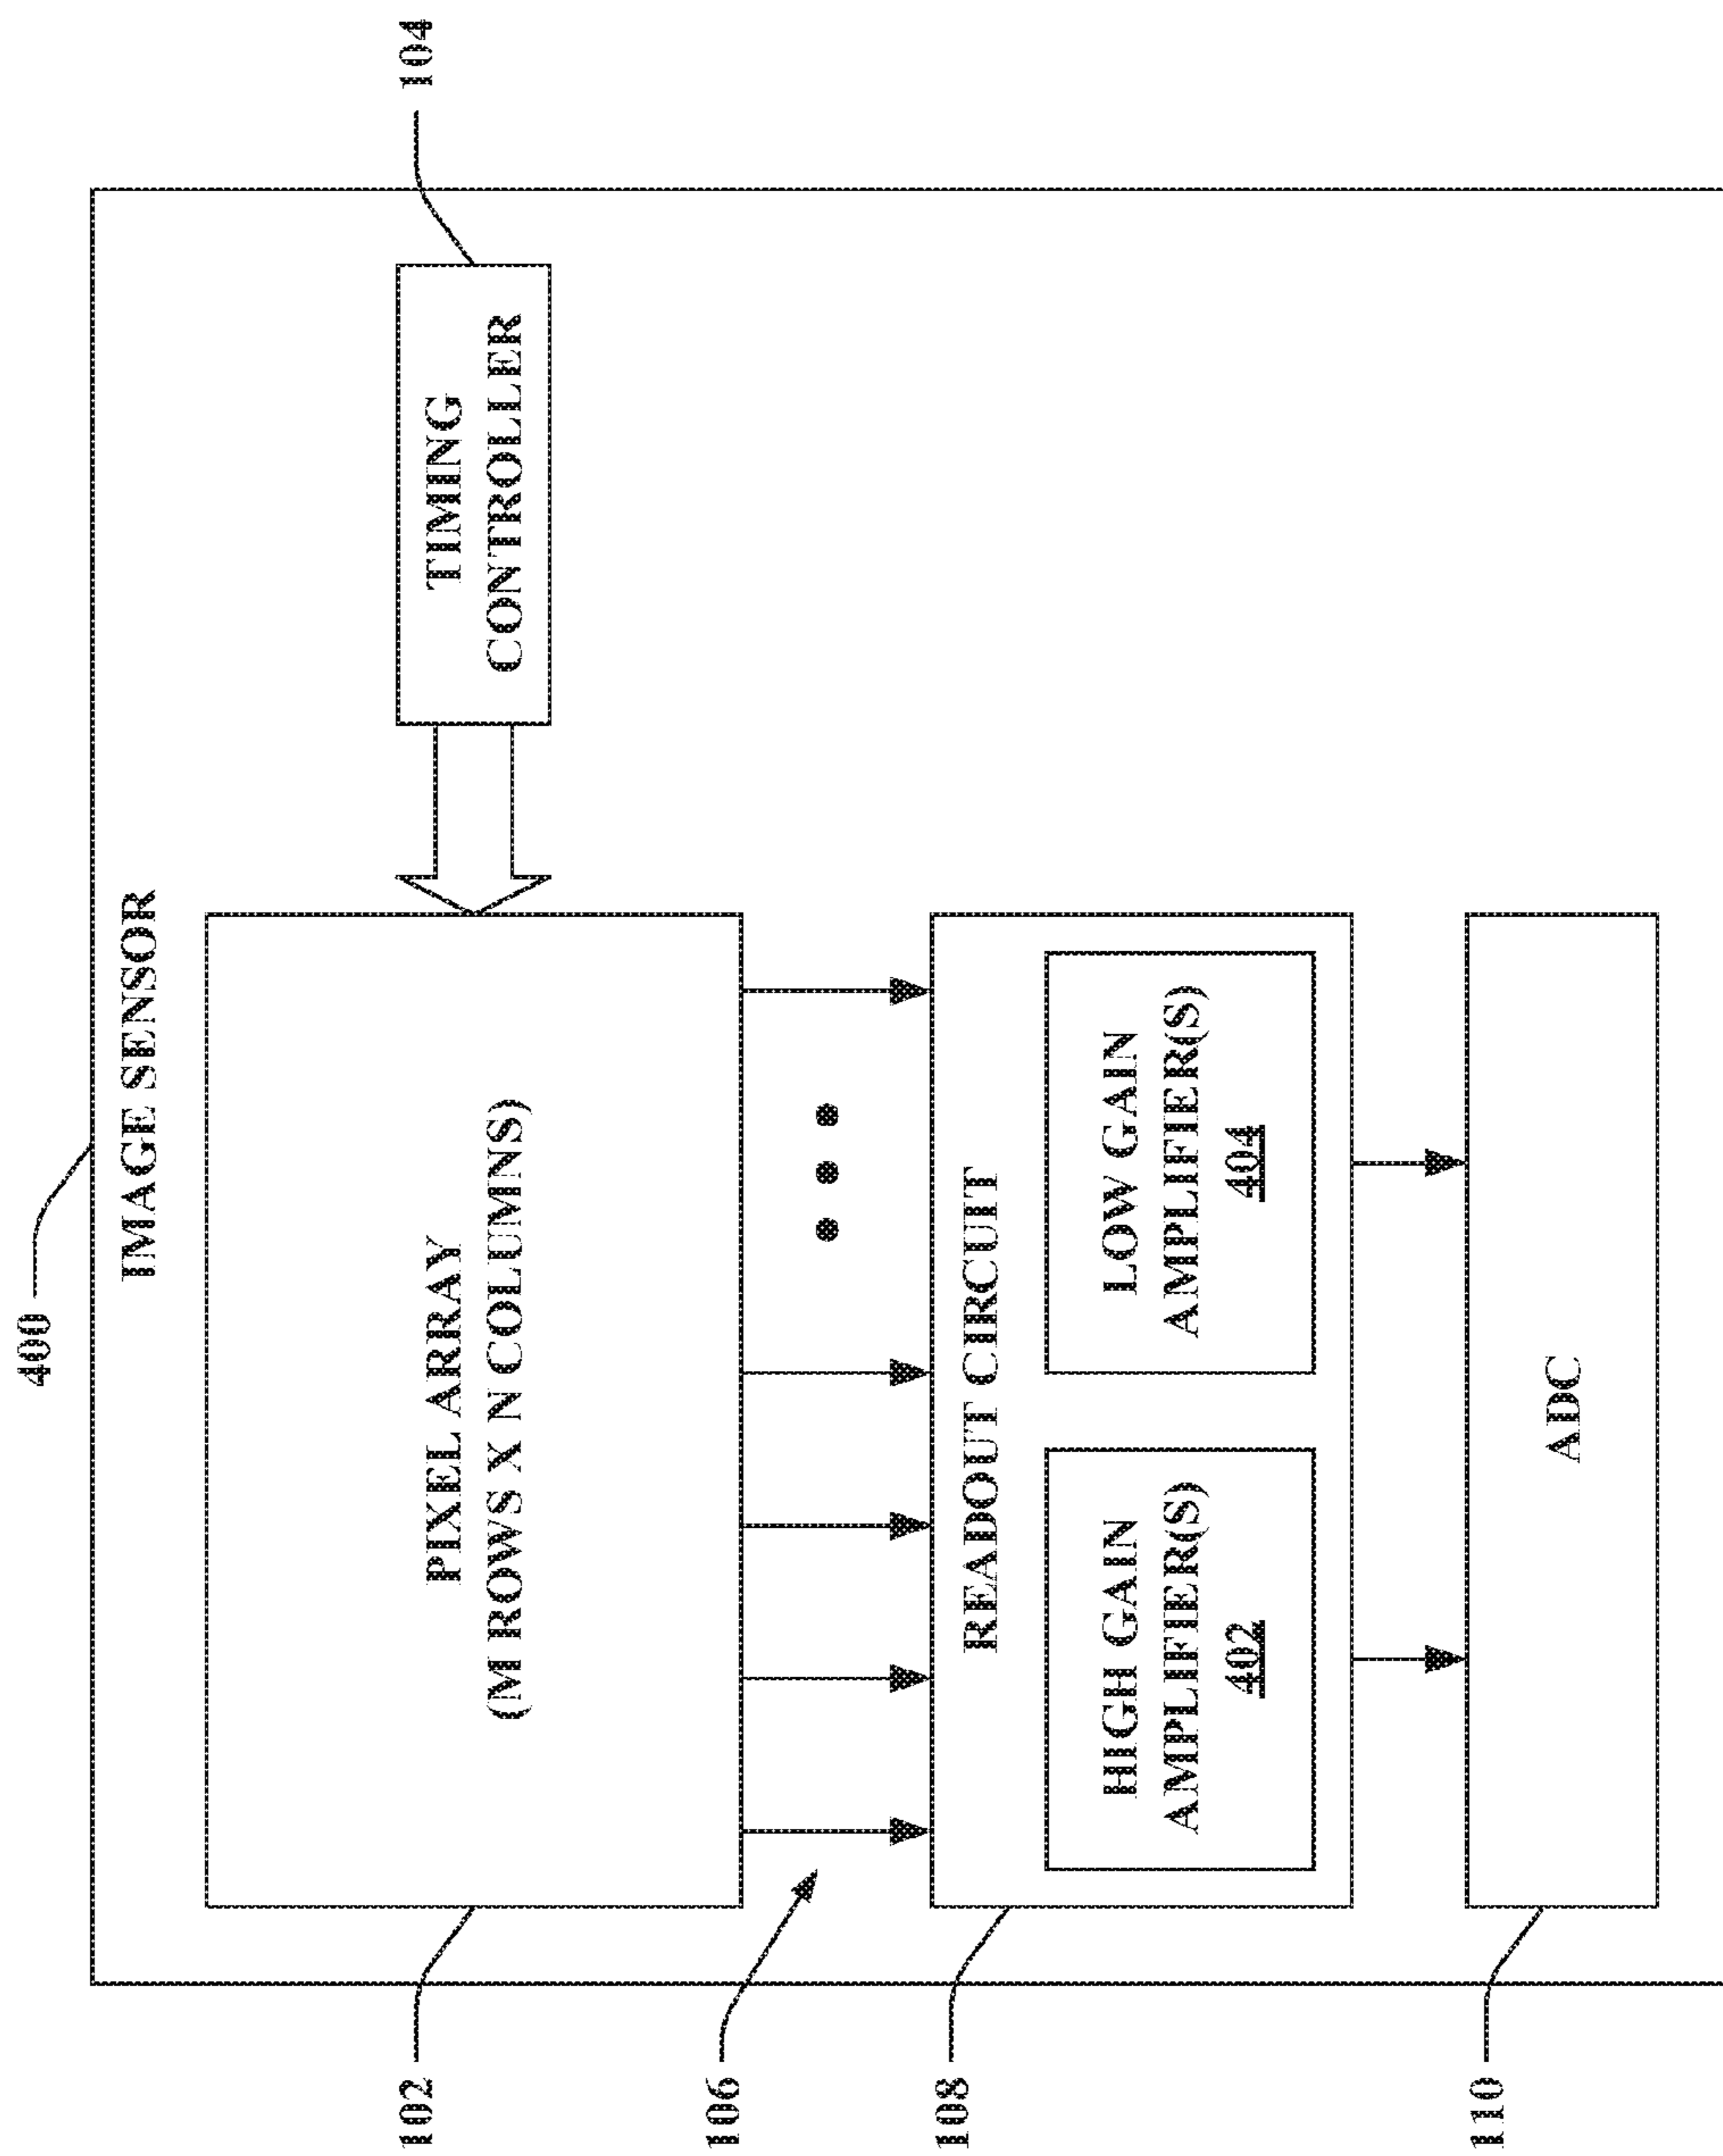 400
IMAGE SENSOR
102
PIXEL ARRAY
(M ROWS X N COLUMNS)
TIMING
CONTROLLER
104
106
108
READOUT CIRCUIT
HIGH GAIN
AMPLIFIER(S)
402
LOW GAIN
AMPLIFIER(S)
404
110
ADC